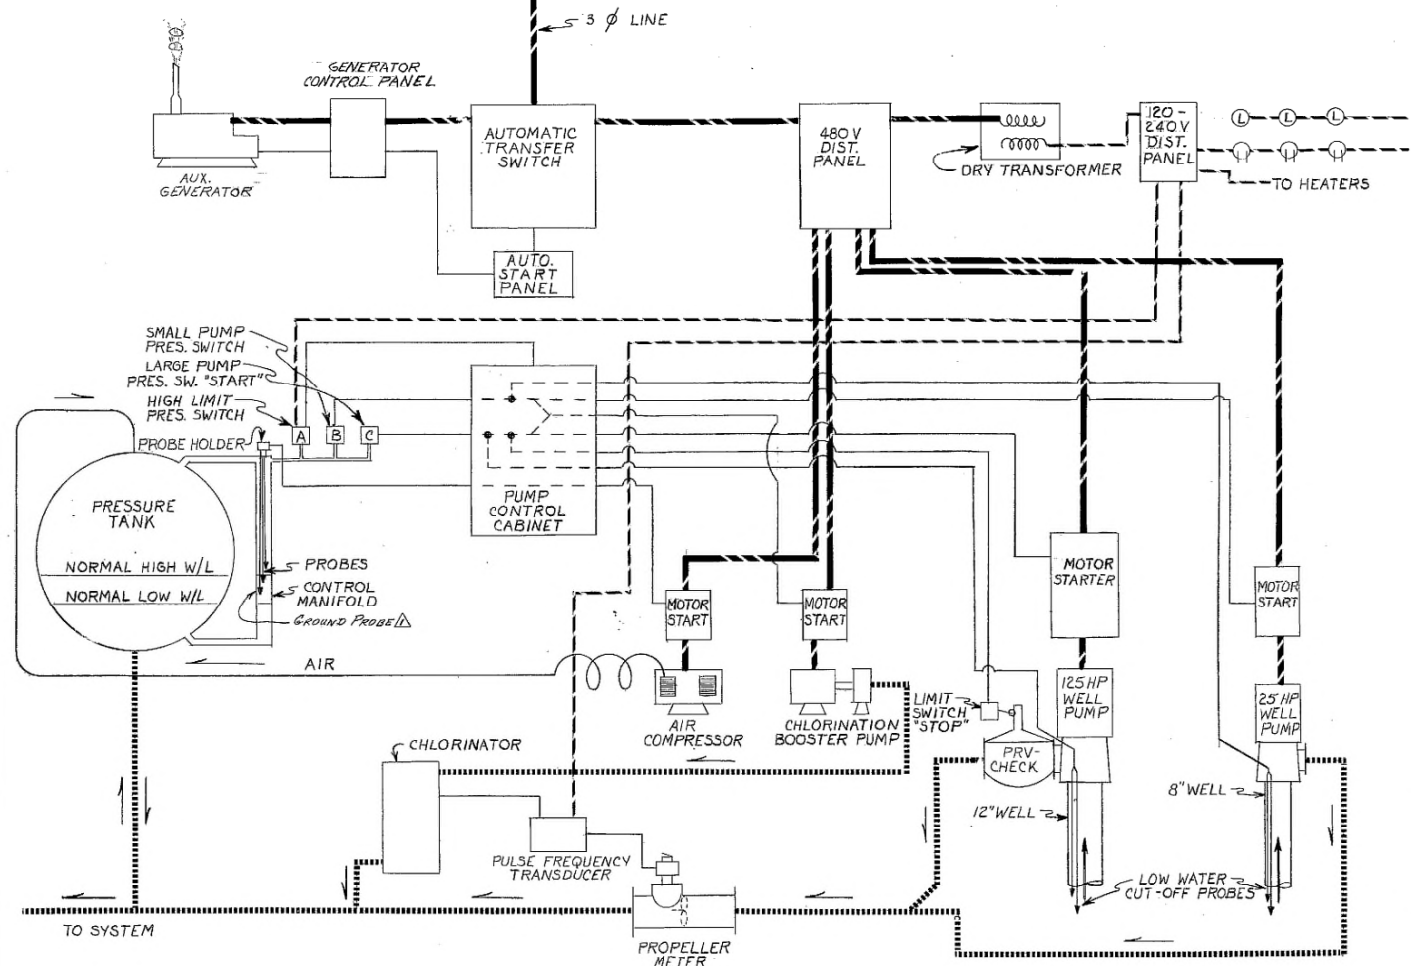 3 Ø LINE
GENERATOR
CONTROL PANEL
AUX.
GENERATOR
AUTOMATIC
TRANSFER
SWITCH
AUTO.
START
PANEL
480V
DIST.
PANEL
DRY TRANSFORMER
120-
240V
DIST.
PANEL
L L L
TO HEATERS
SMALL PUMP
PRES. SWITCH
LARGE PUMP
PRES. SW. "START"
HIGH LIMIT
PRES. SWITCH
PROBE HOLDER
A B C
PRESSURE
TANK
NORMAL HIGH W/L
NORMAL LOW W/L
PROBES
CONTROL
MANIFOLD
GROUND PROBE
AIR
PUMP
CONTROL
CABINET
MOTOR
START
MOTOR
START
MOTOR
STARTER
MOTOR
START
AIR
COMPRESSOR
CHLORINATION
BOOSTER PUMP
LIMIT
SWITCH
"STOP"
125 HP
WELL
PUMP
25 HP
WELL
PUMP
PRV-
CHECK
12" WELL
8" WELL
LOW WATER
CUT-OFF PROBES
CHLORINATOR
PULSE FREQUENCY
TRANSDUCER
PROPELLER
METER
TO SYSTEM